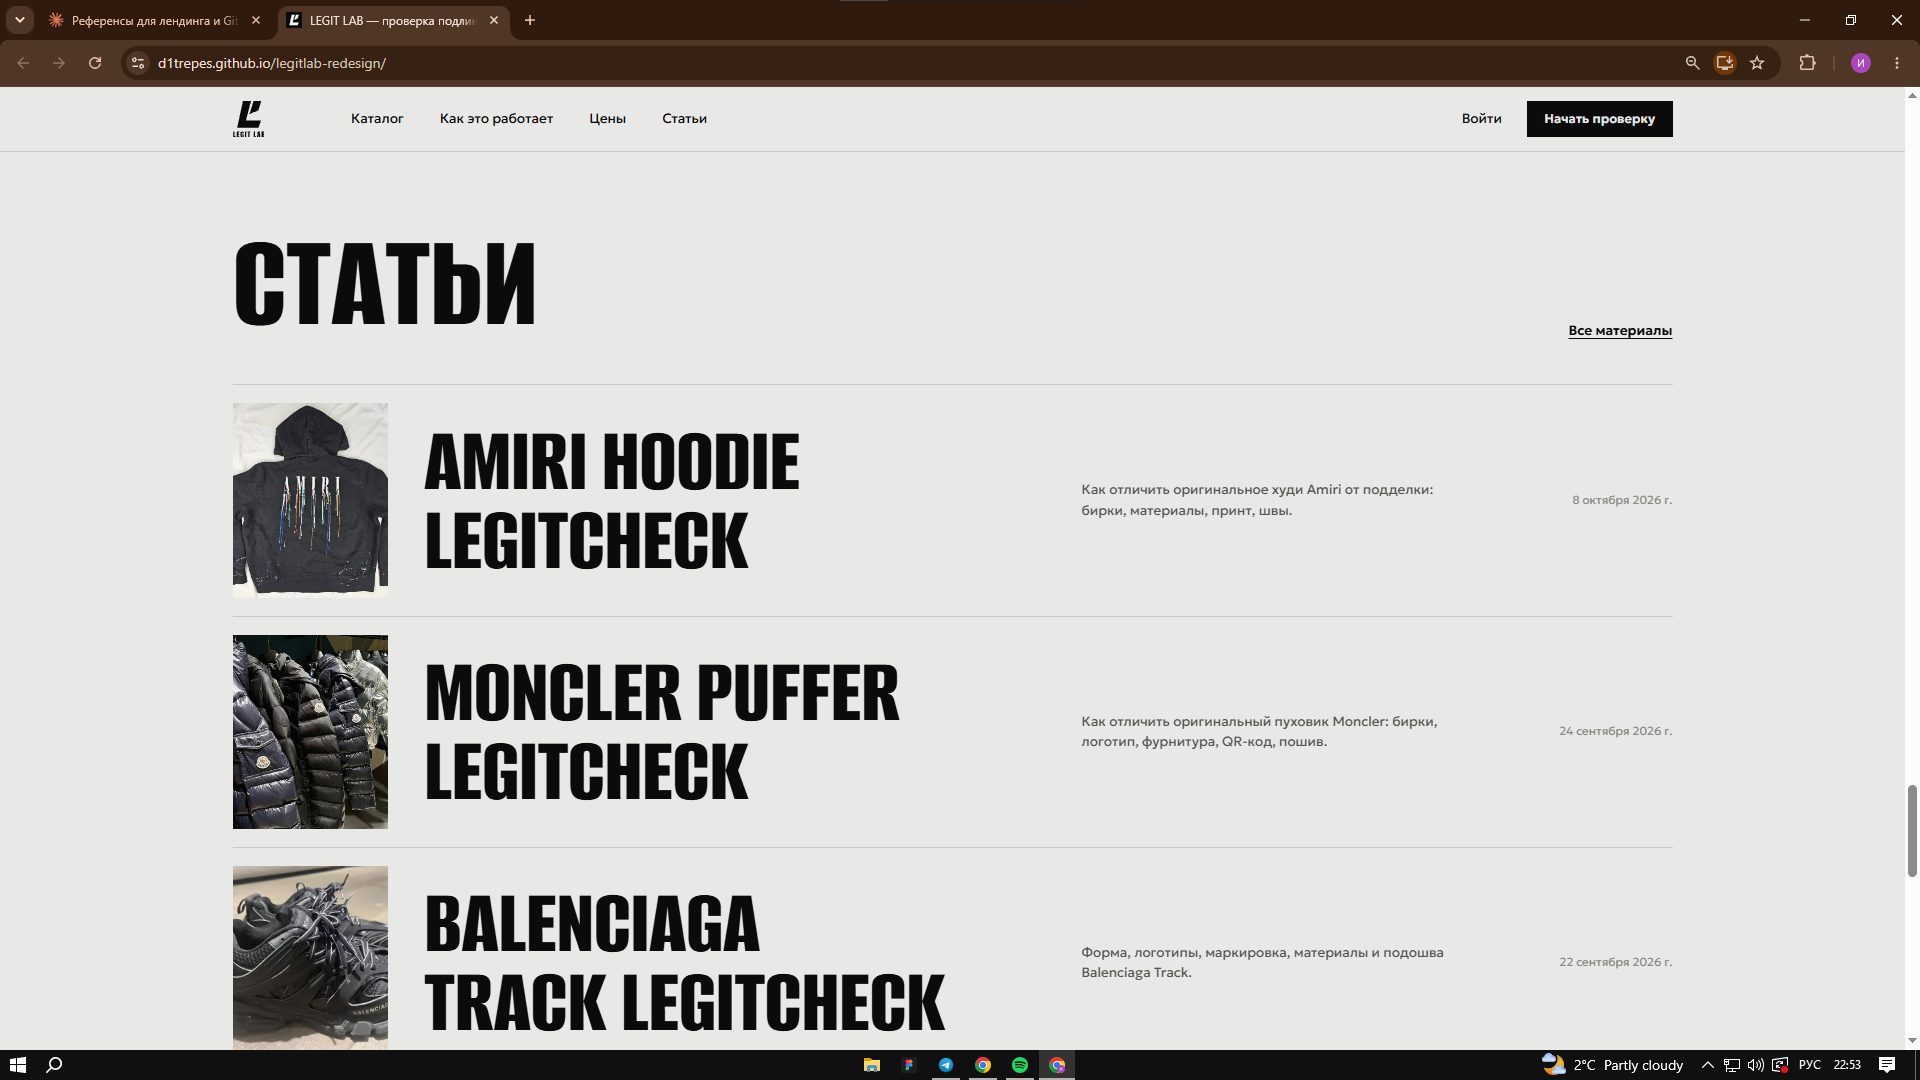 Референсы для лендинга и Git
LEGIT LAB — проверка подлин
d1trepes.github.io/legitlab-redesign/
И
LEGIT LAB
Каталог
Как это работает
Цены
Статьи
Войти
Начать проверку
СТАТЬИ
Все материалы
AMIRI
AMIRI HOODIE
LEGITCHECK
Как отличить оригинальное худи Amiri от подделки:
бирки, материалы, принт, швы.
8 октября 2026 г.
MONCLER PUFFER
LEGITCHECK
Как отличить оригинальный пуховик Moncler: бирки,
логотип, фурнитура, QR-код, пошив.
24 сентября 2026 г.
BALENCIAGA
TRACK LEGITCHECK
Форма, логотипы, маркировка, материалы и подошва
Balenciaga Track.
22 сентября 2026 г.
2°C Partly cloudy
РУС
22:53